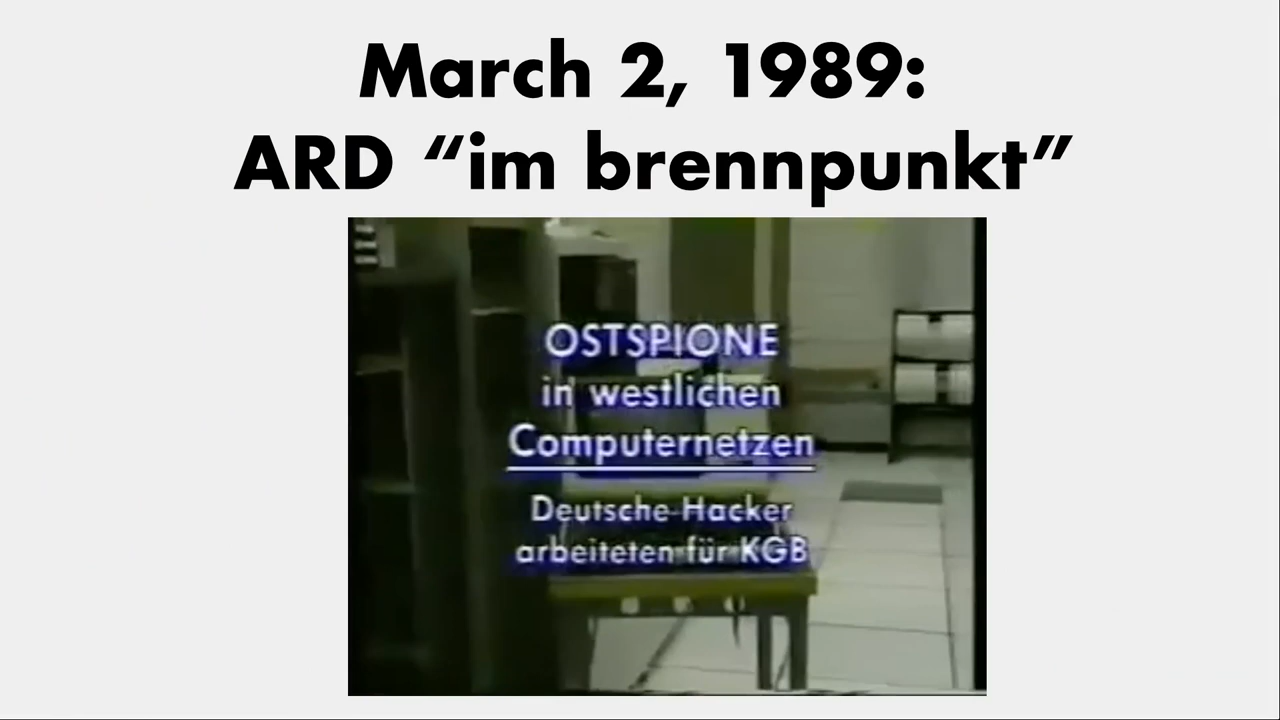 March 2, 1989:
ARD “im brennpunkt”
OSTSPIONE
in westlichen
Computernetzen
Deutsche Hacker
arbeiteten für KGB